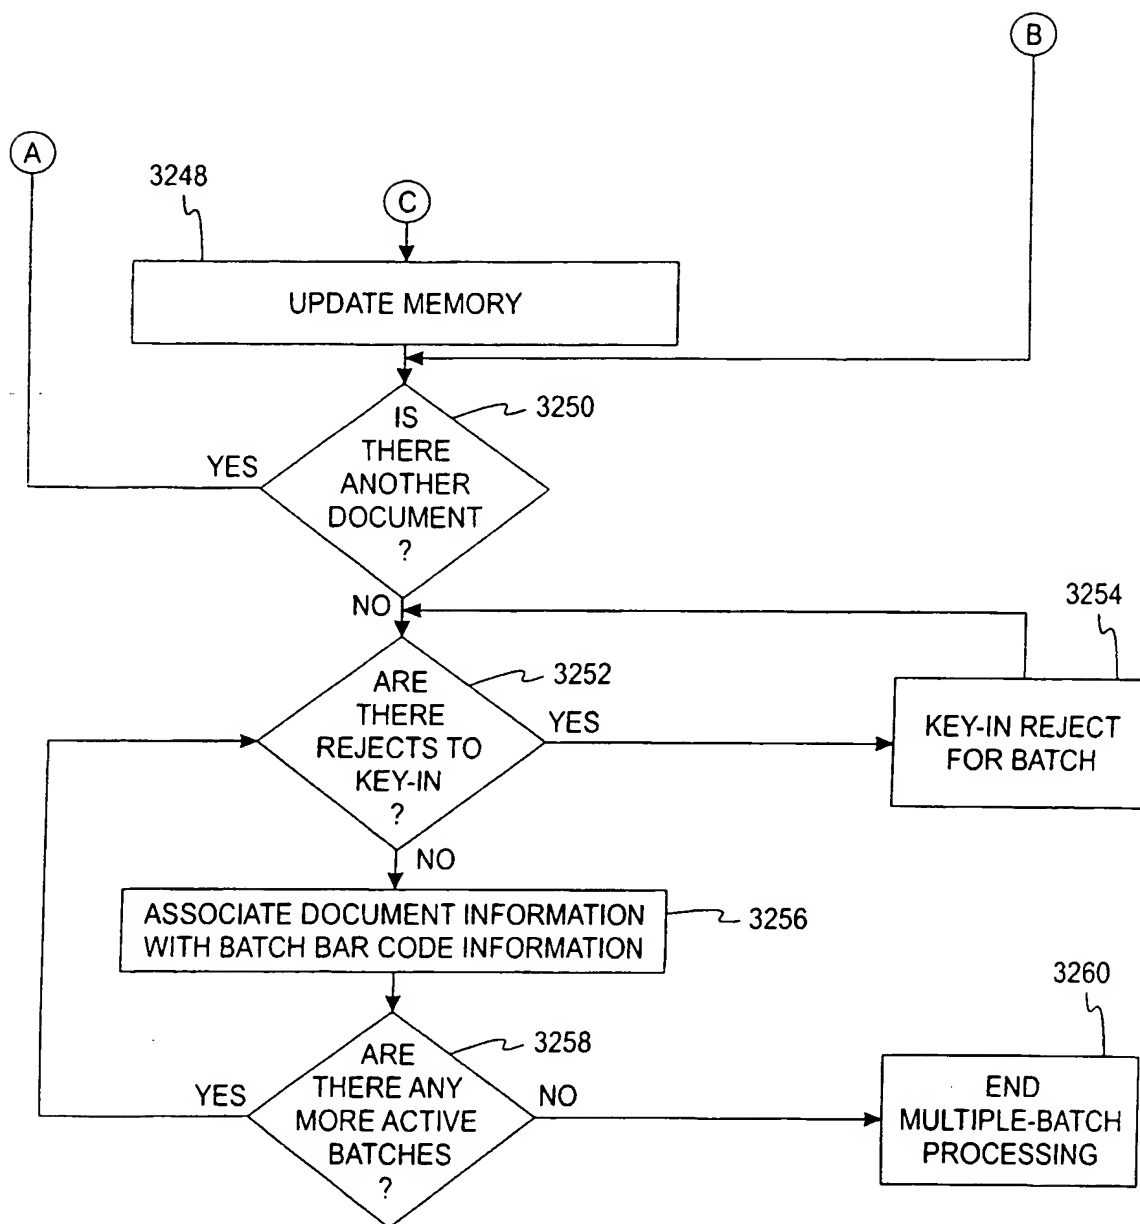 B
A
3248
C
UPDATE MEMORY
3250
IS
THERE
ANOTHER
DOCUMENT
?
YES
NO
3254
3252
ARE
THERE
REJECTS TO
KEY-IN
?
YES
KEY-IN REJECT
FOR BATCH
NO
ASSOCIATE DOCUMENT INFORMATION
WITH BATCH BAR CODE INFORMATION
3256
3260
3258
ARE
THERE ANY
MORE ACTIVE
BATCHES
?
YES
NO
END
MULTIPLE-BATCH
PROCESSING